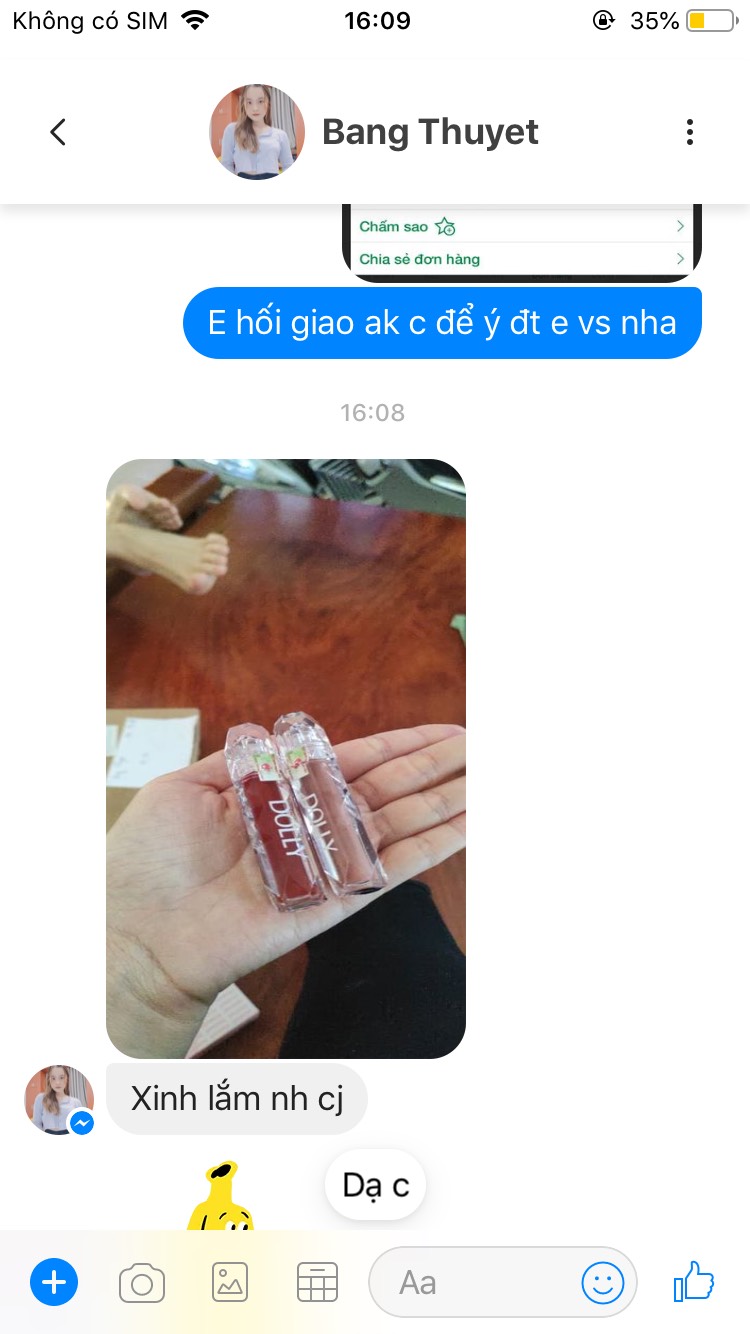 Không có SIM
16:09
35%
Bang Thuyet
Chấm sao
Chia sẻ đơn hàng
E hối giao ak c để ý đt e vs nha
16:08
DOLLY
DOLLY
Xinh lắm nh cj
Dạ c
Aa